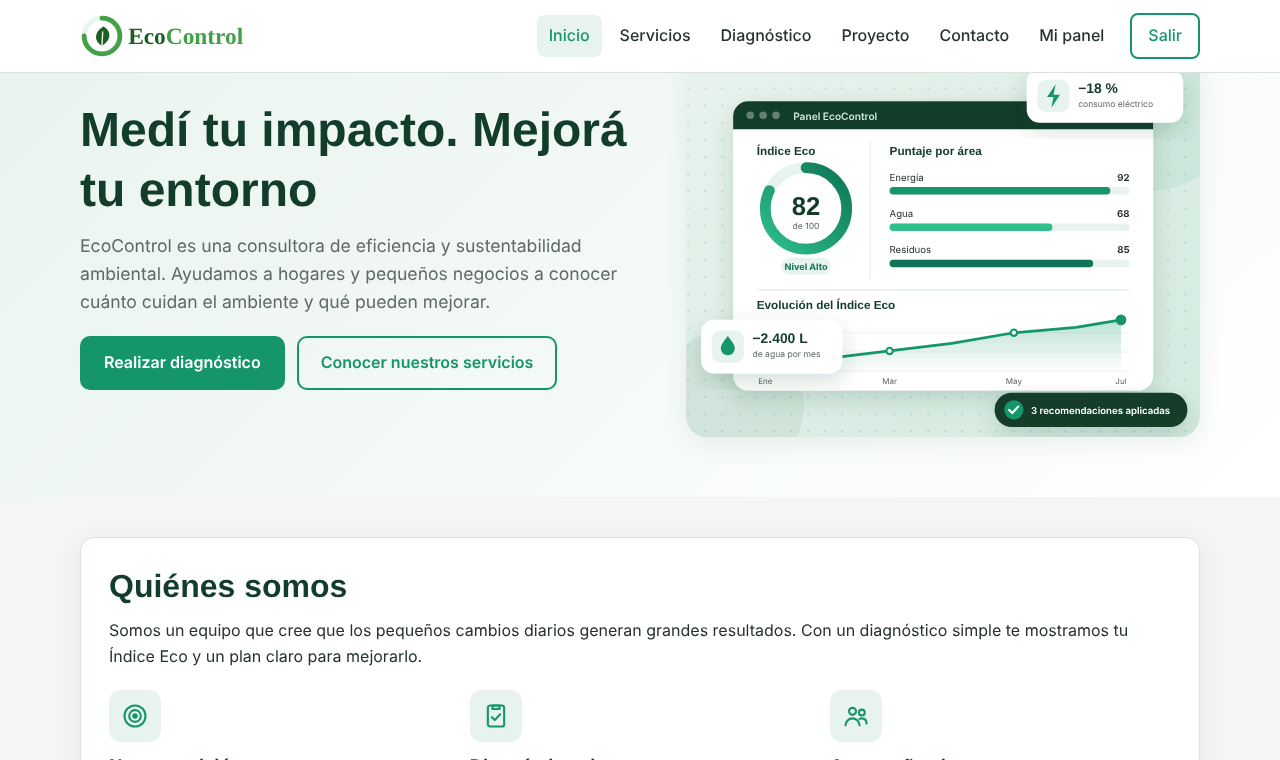 EcoControl
Inicio
Servicios
Diagnóstico
Proyecto
Contacto
Mi panel
Salir
Medí tu impacto. Mejorá
tu entorno
EcoControl es una consultora de eficiencia y sustentabilidad
ambiental. Ayudamos a hogares y pequeños negocios a conocer
cuánto cuidan el ambiente y qué pueden mejorar.
Realizar diagnóstico
Conocer nuestros servicios
−18 %
consumo eléctrico
Panel EcoControl
Índice Eco
82
de 100
Nivel Alto
Puntaje por área
Energía 92
Agua 68
Residuos 85
Evolución del Índice Eco
−2.400 L
de agua por mes
Ene Mar May Jul
3 recomendaciones aplicadas
Quiénes somos
Somos un equipo que cree que los pequeños cambios diarios generan grandes resultados. Con un diagnóstico simple te mostramos tu
Índice Eco y un plan claro para mejorarlo.